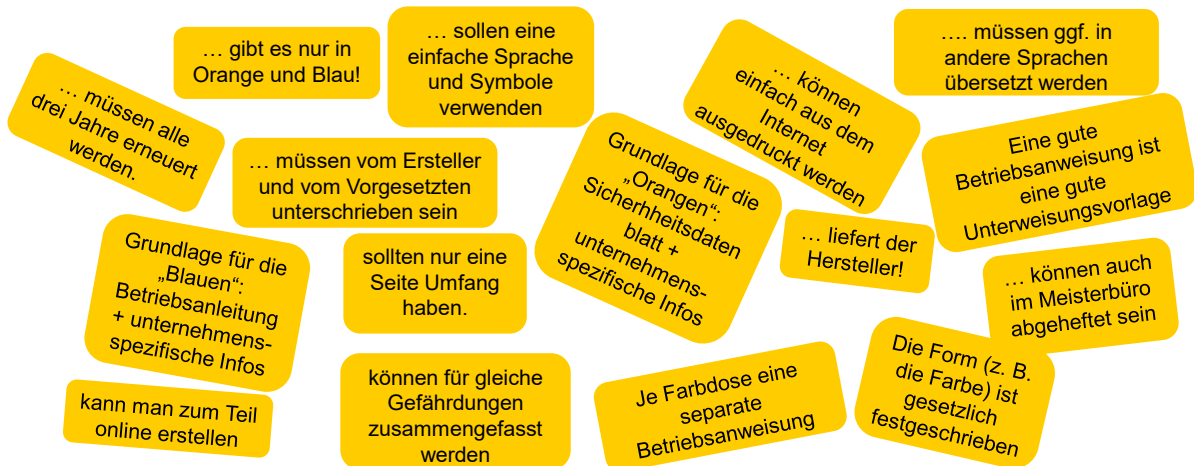 … gibt es nur in
Orange und Blau!
… sollen eine
einfache Sprache
und Symbole
verwenden
…. müssen ggf. in
andere Sprachen
übersetzt werden
… müssen alle
drei Jahre erneuert
werden.
… können
einfach aus dem
Internet
ausgedruckt werden
… müssen vom Ersteller
und vom Vorgesetzten
unterschrieben sein
Grundlage für die
„Orangen“:
Sicherhheitsdaten
blatt +
unternehmens-
spezifische Infos
Eine gute
Betriebsanweisung ist
eine gute
Unterweisungsvorlage
Grundlage für die
„Blauen“:
Betriebsanleitung
+ unternehmens-
spezifische Infos
sollten nur eine
Seite Umfang
haben.
… liefert der
Hersteller!
… können auch
im Meisterbüro
abgeheftet sein
kann man zum Teil
online erstellen
können für gleiche
Gefährdungen
zusammengefasst
werden
Je Farbdose eine
separate
Betriebsanweisung
Die Form (z. B.
die Farbe) ist
gesetzlich
festgeschrieben